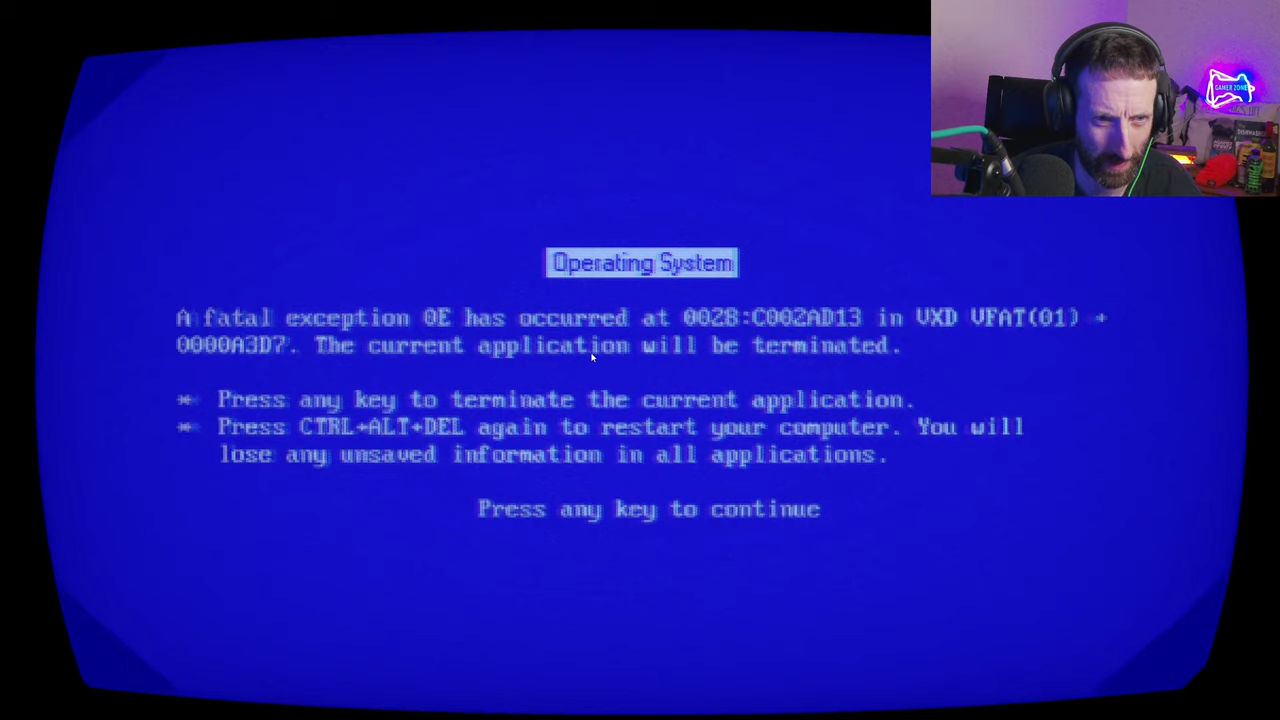 GAMER ZONE
Operating System
A fatal exception 0E has occurred at 0028:C002AD13 in VXD VFAT(01) +
0000A3D7. The current application will be terminated.
* Press any key to terminate the current application.
* Press CTRL+ALT+DEL again to restart your computer. You will
lose any unsaved information in all applications.
Press any key to continue